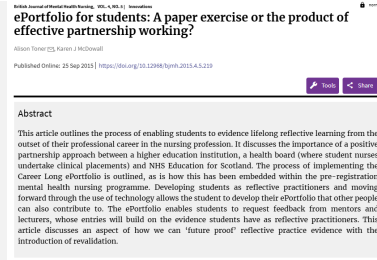 British Journal of Mental Health Nursing, VOL. 4, NO. 5 | Innovations
ePortfolio for students: A paper exercise or the product of
effective partnership working?
Alison Toner, Karen J McDowall
Published Online: 25 Sep 2015 | https://doi.org/10.12968/bjmh.2015.4.5.219
Tools
Share
Abstract
This article outlines the process of enabling students to evidence lifelong reflective learning from the
outset of their professional career in the nursing profession. It discusses the importance of a positive
partnership approach between a higher education institution, a health board (where student nurses
undertake clinical placements) and NHS Education for Scotland. The process of implementing the
Career Long ePortfolio is outlined, as is how this has been embedded within the pre-registration
mental health nursing programme. Developing students as reflective practitioners and moving
forward through the use of technology allows the student to develop their ePortfolio that other people
can also contribute to. The ePortfolio enables students to request feedback from mentors and
lecturers, whose entries will build on the evidence students have as reflective practitioners. This
article discusses an aspect of how we can ‘future proof’ reflective practice evidence with the
introduction of revalidation.